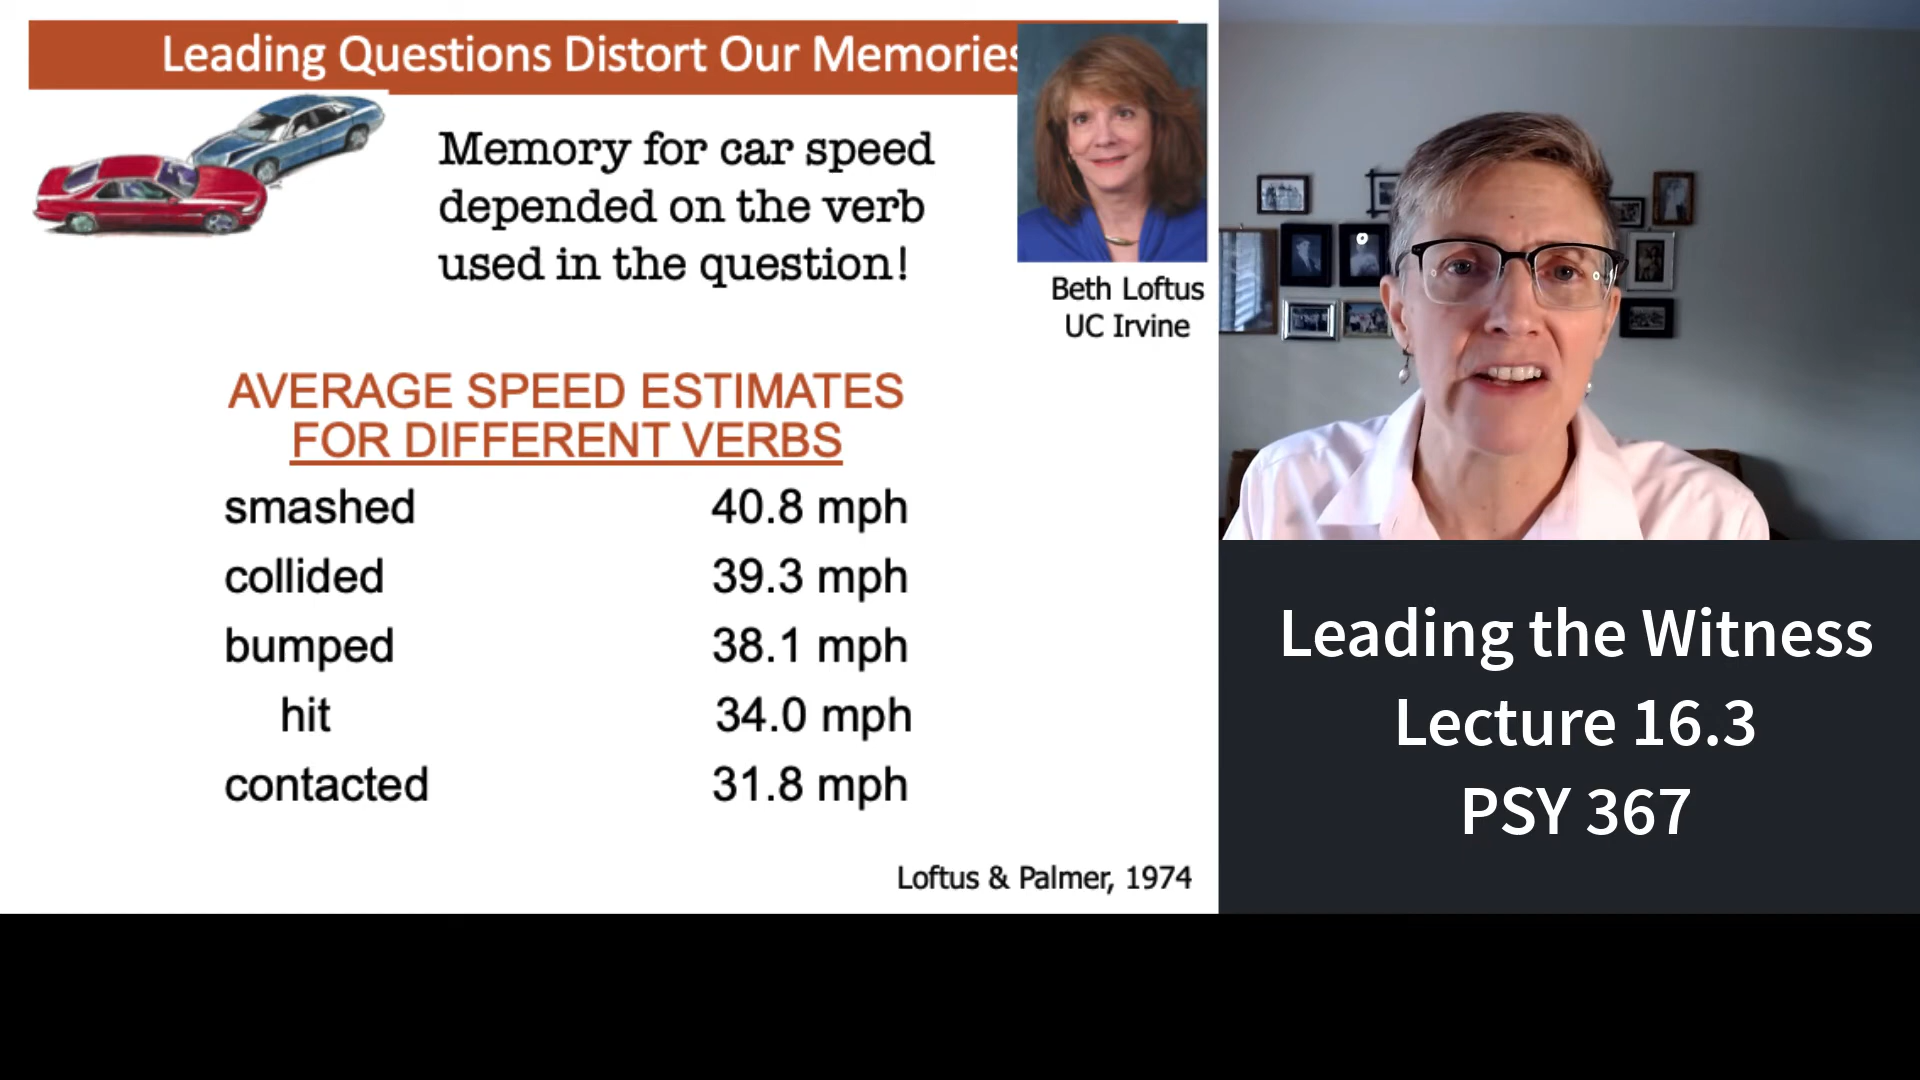 Leading Questions Distort Our Memories
Memory for car speed
depended on the verb
used in the question!
Beth Loftus
UC Irvine
AVERAGE SPEED ESTIMATES
FOR DIFFERENT VERBS
smashed 40.8 mph
collided 39.3 mph
bumped 38.1 mph
hit 34.0 mph
contacted 31.8 mph
Loftus & Palmer, 1974
Leading the Witness
Lecture 16.3
PSY 367